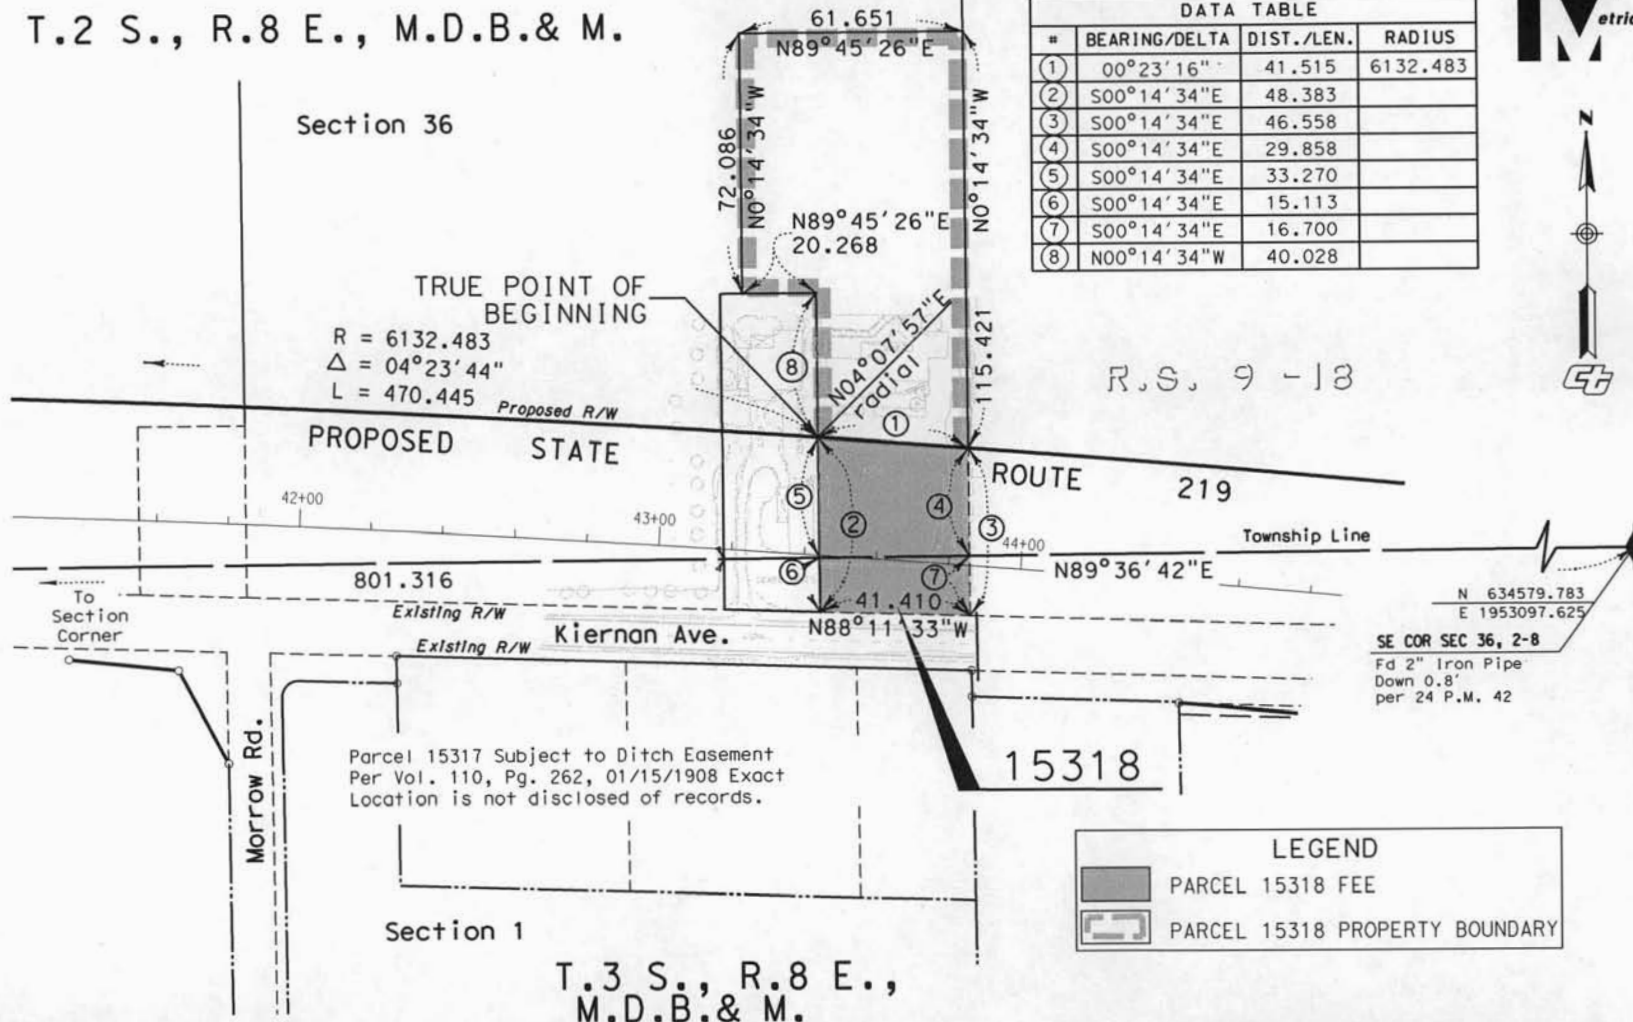 T.2 S., R.8 E., M.D.B.& M.
Section 36
61.651
N89°45'26"E
72.086
N0°14'34"W
N0°14'34"W
115.421
N89°45'26"E
20.268
TRUE POINT OF
BEGINNING
R = 6132.483
Δ = 04°23'44"
L = 470.445
N04°07'57"E
radial
DATA TABLE
# BEARING/DELTA DIST./LEN. RADIUS
1 00°23'16" 41.515 6132.483
2 S00°14'34"E 48.383
3 S00°14'34"E 46.558
4 S00°14'34"E 29.858
5 S00°14'34"E 33.270
6 S00°14'34"E 15.113
7 S00°14'34"E 16.700
8 N00°14'34"W 40.028
N
ct
R.S. 9-18
Proposed R/W
PROPOSED STATE ROUTE 219
8
1
5
2
4
3
6
7
42+00
43+00
44+00
Township Line
N89°36'42"E
801.316
To
Section
Corner
Existing R/W
Existing R/W
Kiernan Ave.
41.410
N88°11'33"W
N 634579.783
E 1953097.625
SE COR SEC 36, 2-8
Fd 2" Iron Pipe
Down 0.8'
per 24 P.M. 42
Morrow Rd.
Parcel 15317 Subject to Ditch Easement
Per Vol. 110, Pg. 262, 01/15/1908 Exact
Location is not disclosed of records.
15318
LEGEND
PARCEL 15318 FEE
PARCEL 15318 PROPERTY BOUNDARY
Section 1
T.3 S., R.8 E.,
M.D.B.& M.